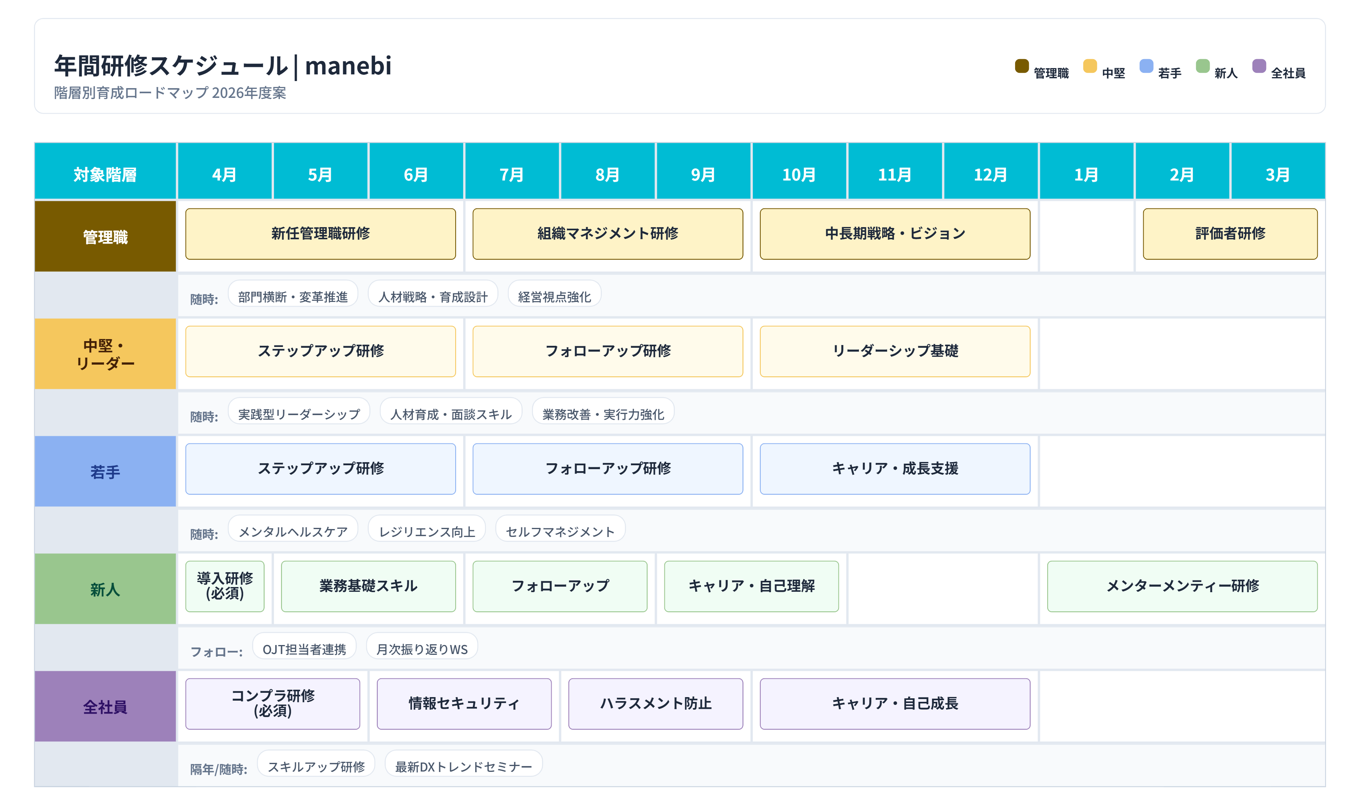 年間研修スケジュール | manebi
階層別育成ロードマップ 2026年度案
管理職 中堅 若手 新人 全社員
対象階層 4月 5月 6月 7月 8月 9月 10月 11月 12月 1月 2月 3月
管理職 新任管理職研修 組織マネジメント研修 中長期戦略・ビジョン 評価者研修
随時: 部門横断・変革推進 人材戦略・育成設計 経営視点強化
中堅・
リーダー
ステップアップ研修 フォローアップ研修 リーダーシップ基礎
随時: 実践型リーダーシップ 人材育成・面談スキル 業務改善・実行力強化
若手 ステップアップ研修 フォローアップ研修 キャリア・成長支援
随時: メンタルヘルスケア レジリエンス向上 セルフマネジメント
新人
導入研修
(必須)
業務基礎スキル フォローアップ キャリア・自己理解 メンターメンティー研修
フォロー: OJT担当者連携 月次振り返りWS
全社員
コンプラ研修
(必須)
情報セキュリティ ハラスメント防止 キャリア・自己成長
隔年/随時: スキルアップ研修 最新DXトレンドセミナー